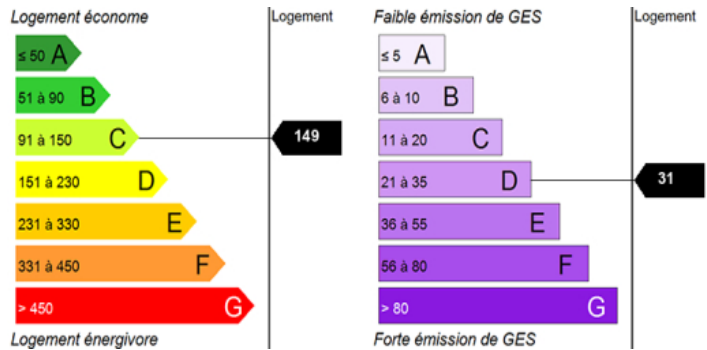 Logement économe
Logement
≤ 50 A
51 à 90 B
91 à 150 C
149
151 à 230 D
231 à 330 E
331 à 450 F
> 450 G
Logement énergivore
Faible émission de GES
Logement
≤ 5 A
6 à 10 B
11 à 20 C
21 à 35 D
31
36 à 55 E
56 à 80 F
> 80 G
Forte émission de GES